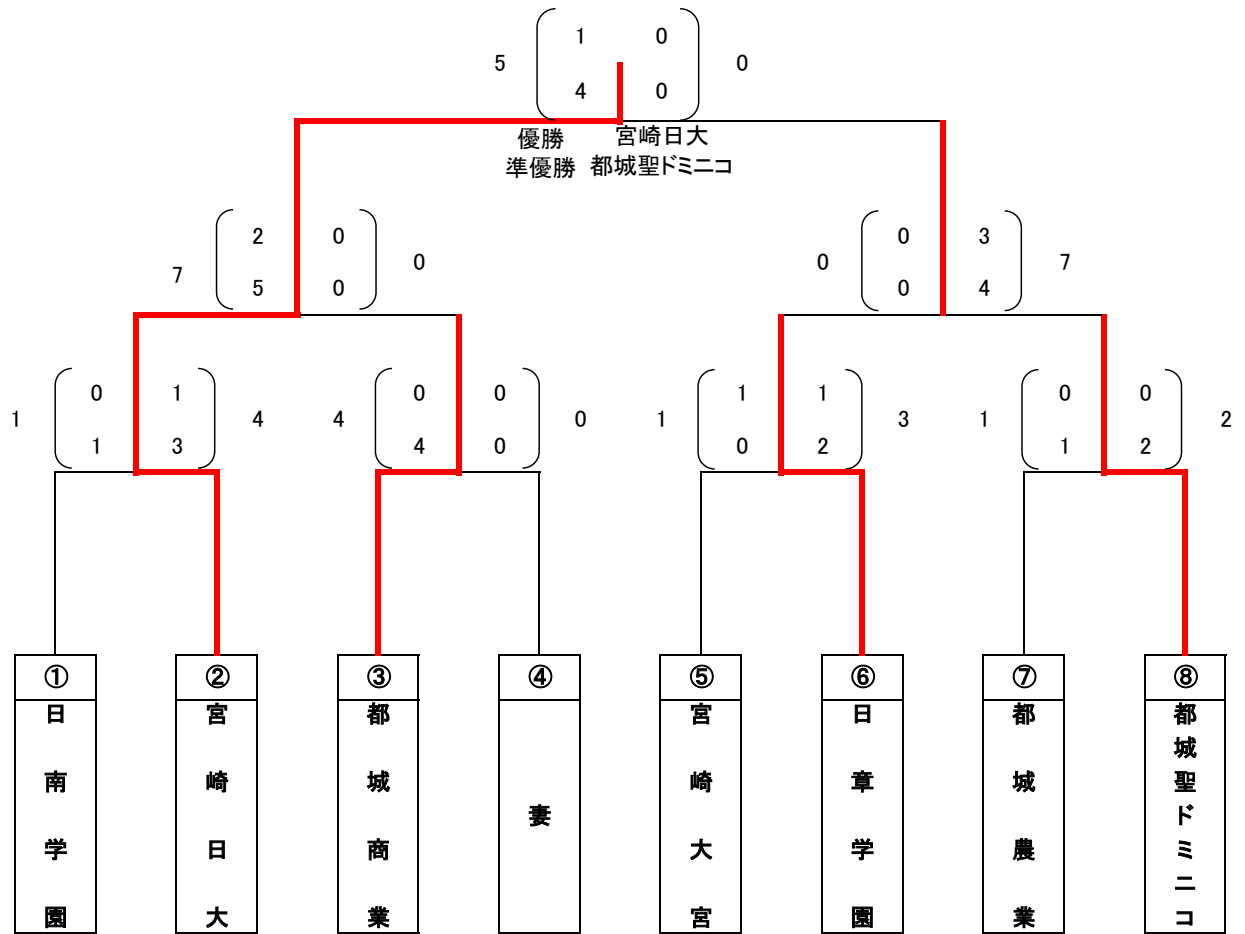 1 0
5 0
4 0
優勝 宮崎日大
準優勝 都城聖ドミニコ
2 0 0 3
7 0 0 7
5 0 0 4
0 1 0 0 1 1 0 0
1 4 4 0 1 3 1 2
1 3 4 0 0 2 1 2
① ② ③ ④ ⑤ ⑥ ⑦ ⑧
日南学園
宮崎日大
都城商業
妻
宮崎大宮
日章学園
都城農業
都城聖ドミニコ